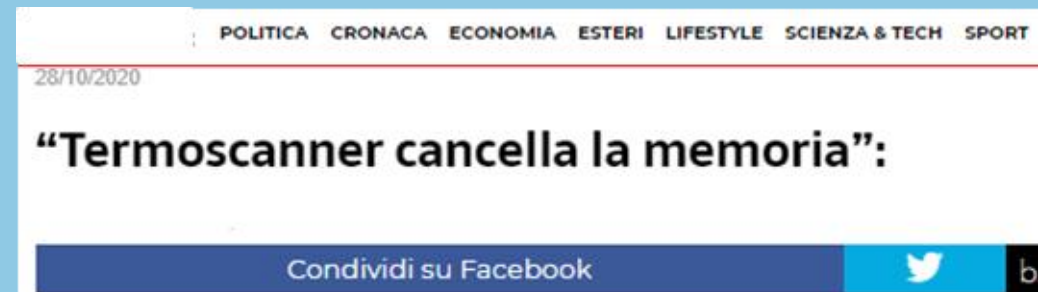 POLITICA CRONACA ECONOMIA ESTERI LIFESTYLE SCIENZA & TECH SPORT
28/10/2020
“Termoscanner cancella la memoria”:
Condividi su Facebook b